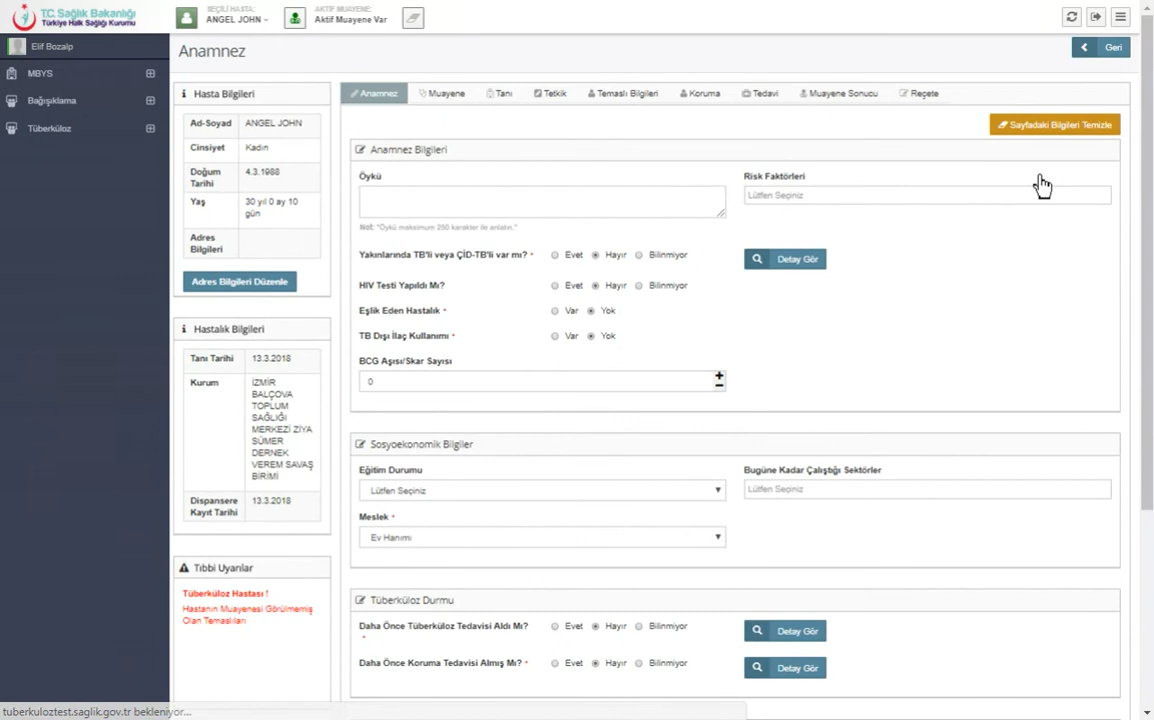 T.C. Sağlık Bakanlığı
Türkiye Halk Sağlığı Kurumu
SEÇİLİ HASTA:
ANGEL JOHN
AKTİF MUAYENE:
Aktif Muayene Var
Elif Bozalp
MBYS
Bağışıklama
Tüberküloz
Anamnez
Geri
Hasta Bilgileri
Ad-Soyad ANGEL JOHN
Cinsiyet Kadın
Doğum Tarihi 4.3.1988
Yaş 30 yıl 0 ay 10 gün
Adres Bilgileri
Adres Bilgileri Düzenle
Hastalık Bilgileri
Tanı Tarihi 13.3.2018
Kurum İZMİR
BALÇOVA
TOPLUM
SAĞLIĞI
MERKEZİ ZİYA
SÜMER
DERNEK
VEREM SAVAŞ
BİRİMİ
Dispansere Kayıt Tarihi 13.3.2018
Tıbbi Uyarılar
Tüberküloz Hastası !
Hastanın Muayenesi Görülmemiş
Olan Temaslıları
Anamnez Muayene Tanı Tetkik Temaslı Bilgileri Koruma Tedavi Muayene Sonucu Reçete
Sayfadaki Bilgileri Temizle
Anamnez Bilgileri
Öykü
Not: "Öykü maksimum 250 karakter ile anlatın."
Risk Faktörleri
Lütfen Seçiniz
Yakınlarında TB'li veya ÇİD-TB'li var mı? * Evet Hayır Bilinmiyor Detay Gör
HIV Testi Yapıldı Mı? Evet Hayır Bilinmiyor
Eşlik Eden Hastalık * Var Yok
TB Dışı İlaç Kullanımı * Var Yok
BCG Aşısı/Skar Sayısı
0
Sosyoekonomik Bilgiler
Eğitim Durumu
Lütfen Seçiniz
Bugüne Kadar Çalıştığı Sektörler
Lütfen Seçiniz
Meslek *
Ev Hanımı
Tüberküloz Durmu
Daha Önce Tüberküloz Tedavisi Aldı Mı? * Evet Hayır Bilinmiyor Detay Gör
Daha Önce Koruma Tedavisi Almış Mı? * Evet Hayır Bilinmiyor Detay Gör
tuberkuloztest.saglik.gov.tr bekleniyor...